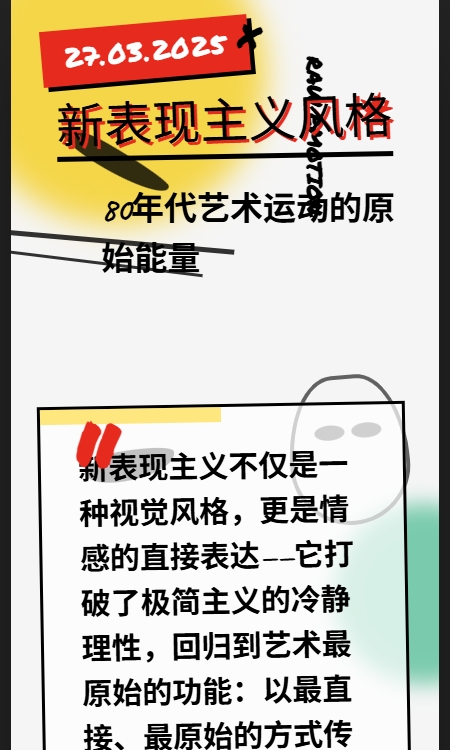 27.03.2025
RAW EMOTION
新表现主义风格
80年代艺术运动的原
始能量
新表现主义不仅是一
种视觉风格，更是情
感的直接表达——它打
破了极简主义的冷静
理性，回归到艺术最
原始的功能：以最直
接、最原始的方式传